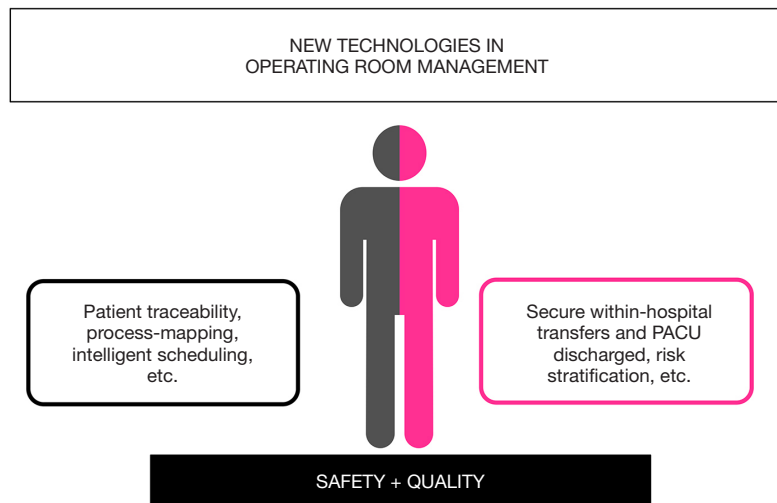 NEW TECHNOLOGIES IN
OPERATING ROOM MANAGEMENT
Patient traceability,
process-mapping,
intelligent scheduling,
etc.
Secure within-hospital
transfers and PACU
discharged, risk
stratification, etc.
SAFETY + QUALITY